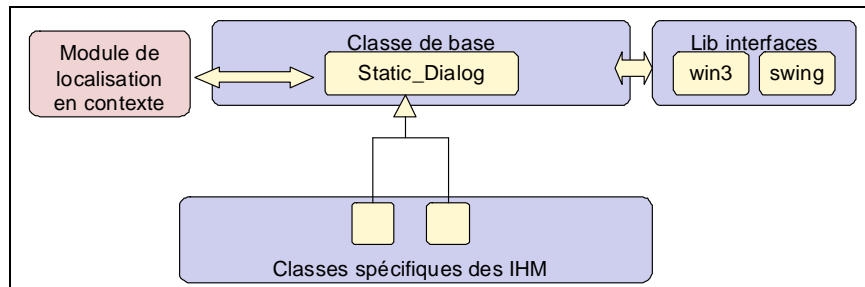 Module de
localisation
en contexte
Classe de base
Static_Dialog
Lib interfaces
win3
swing
Classes spécifiques des IHM